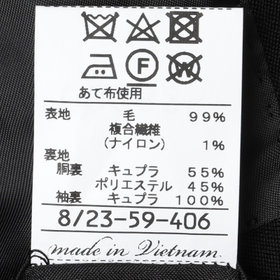 F W
あて布使用
表地 毛 99%
複合繊維
(ナイロン) 1%
裏地
胴裏 キュプラ 55%
ポリエステル 45%
袖裏 キュプラ 100%
8/23-59-406
made in Vietnam.